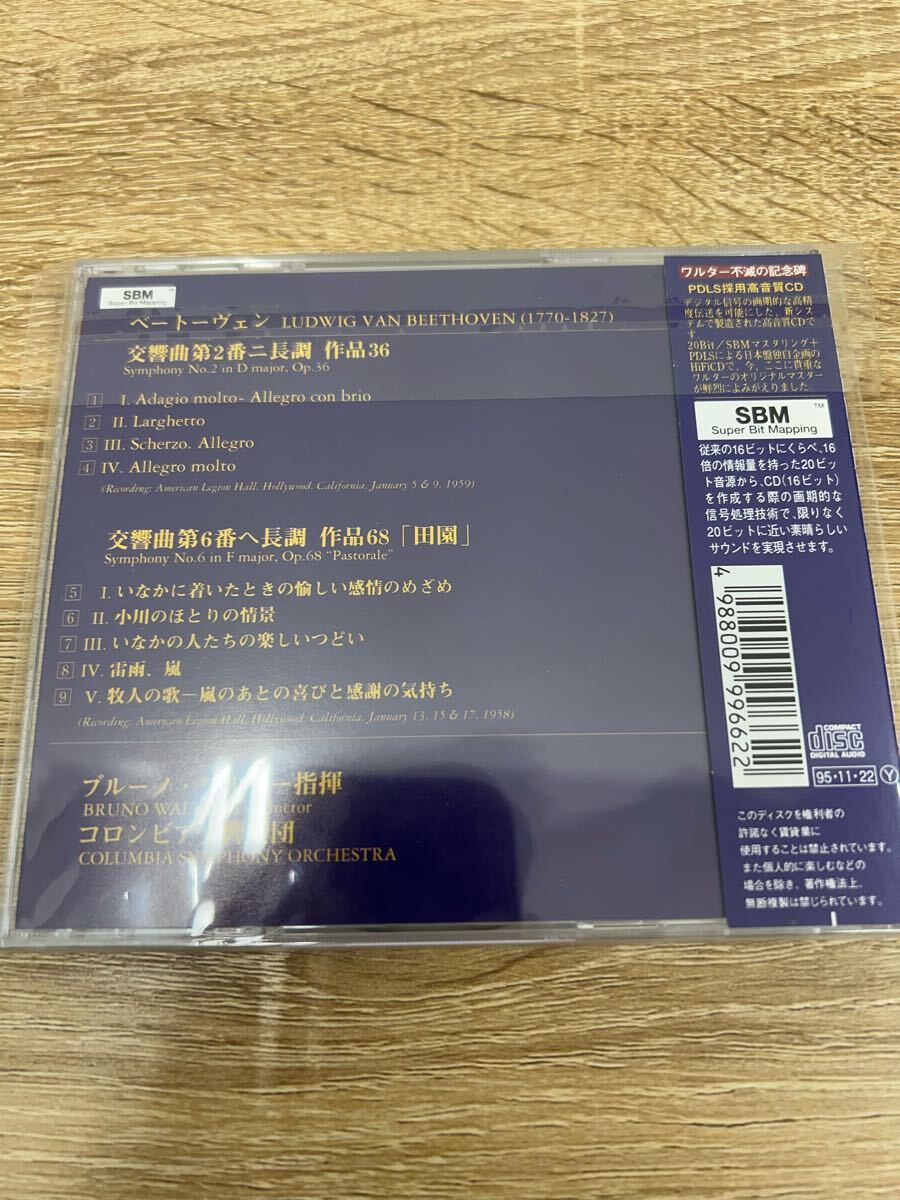 SBM
TM
Super Bit Mapping
ベートーヴェン LUDWIG VAN BEETHOVEN (1770-1827)
交響曲第2番ニ長調 作品36
Symphony No.2 in D major, Op.36
1 I. Adagio molto- Allegro con brio
2 II. Larghetto
3 III. Scherzo. Allegro
4 IV. Allegro molto
(Recording: American Legion Hall, Hollywood, California, January 5 & 9, 1959)
交響曲第6番ヘ長調 作品68「田園」
Symphony No.6 in F major, Op.68 "Pastorale"
5 I. いなかに着いたときの愉しい感情のめざめ
6 II. 小川のほとりの情景
7 III. いなかの人たちの楽しいつどい
8 IV. 雷雨、嵐
9 V. 牧人の歌－嵐のあとの喜びと感謝の気持ち
(Recording: American Legion Hall, Hollywood, California, January 13, 15 & 17, 1958)
ブルーノ・ ー指揮
BRUNO
コロンビア 団
COLUMBIA SYMPHONY ORCHESTRA
ワルター不滅の記念碑
PDLS採用高音質CD
デジタル信号の画期的な高精
度伝送を可能にした、新シス
テムで製造された高音質CDです。
20Bit／SBMマスタリング＋
PDLSによる日本盤独自企画の
HiFiCDで、今、ここに貴重な
ワルターのオリジナルマスター
が鮮烈によみがえりました。
SBM
TM
Super Bit Mapping
従来の16ビットにくらべ、16
倍の情報量を持った20ビッ
ト音源から、CD(16ビット)
を作成する際の画期的な
信号処理技術で、限りなく
20ビットに近い素晴らしい
サウンドを実現させます。
4 988009 996622
COMPACT
disc
DIGITAL AUDIO
95・11・22 Y
このディスクを権利者の
許諾なく賃貸業に
使用することは禁止されています。
また個人的に楽しむなどの
場合を除き、著作権法上、
無断複製は禁じられています。